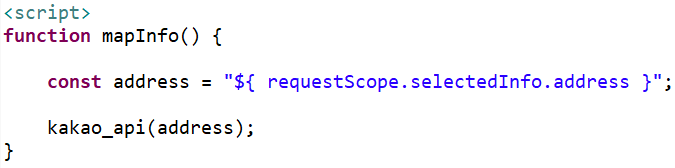 <script>
function mapInfo() {
    const address = "${ requestScope.selectedInfo.address }";
    kakao_api(address);
}